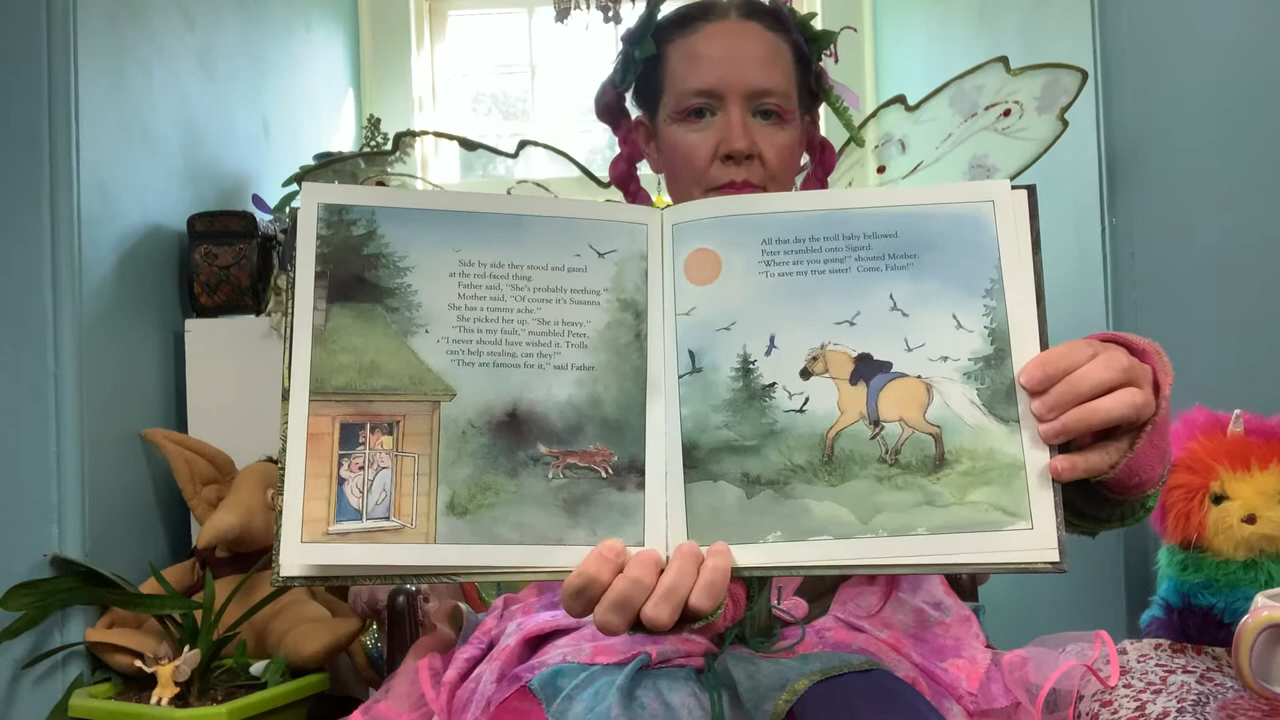 Side by side they stood and gazed
at the red-faced thing.
Father said, "She's probably teething."
Mother said, "Of course it's Susanna.
She has a tummy ache."
She picked her up. "She is heavy."
"This is my fault," mumbled Peter.
"I never should have wished it. Trolls
can't help stealing, can they?"
"They are famous for it," said Father.
All that day the troll baby bellowed.
Peter scrambled onto Sigurd.
"Where are you going?" shouted Mother.
"To save my true sister! Come, Falun!"